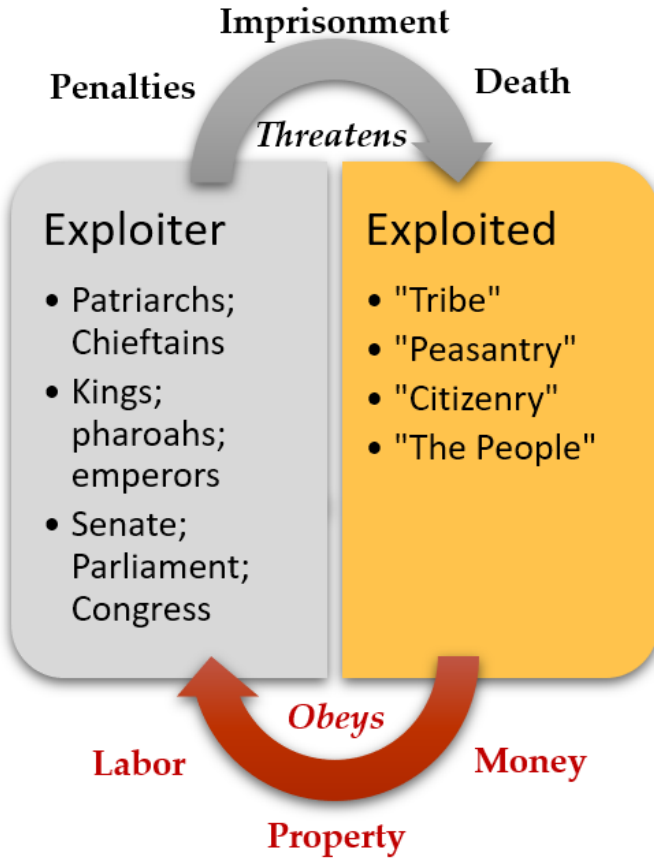 Imprisonment
Penalties
Death
Threatens
Exploiter
• Patriarchs;
Chieftains
• Kings;
pharoahs;
emperors
• Senate;
Parliament;
Congress
Exploited
• "Tribe"
• "Peasantry"
• "Citizenry"
• "The People"
Obeys
Labor
Money
Property